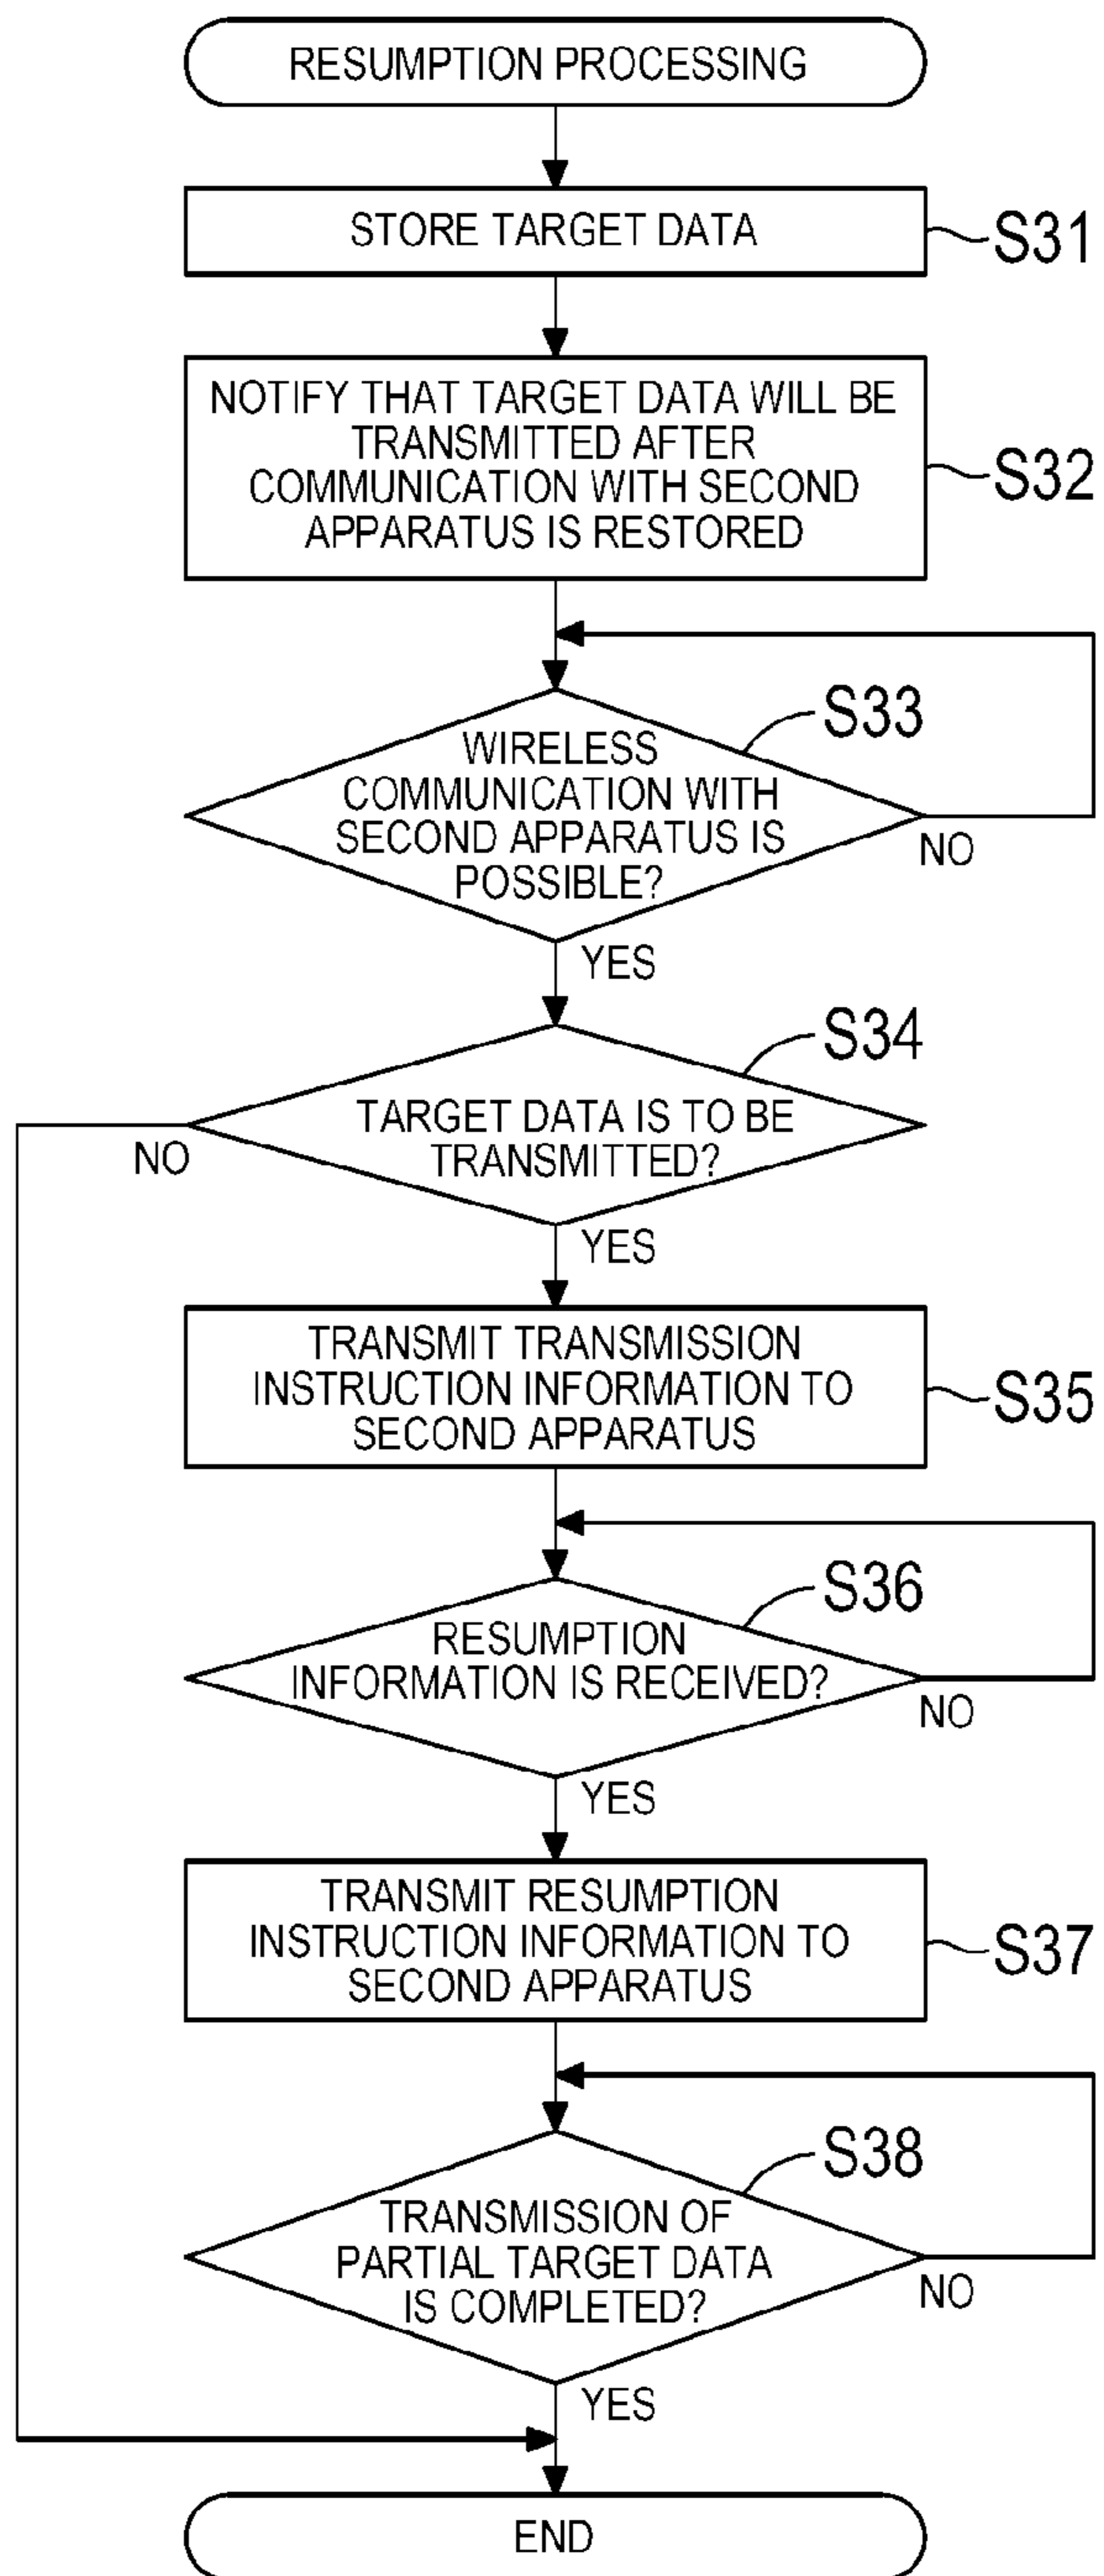 RESUMPTION PROCESSING
STORE TARGET DATA
S31
NOTIFY THAT TARGET DATA WILL BE
TRANSMITTED AFTER
COMMUNICATION WITH SECOND
APPARATUS IS RESTORED
S32
S33
WIRELESS
COMMUNICATION WITH
SECOND APPARATUS IS
POSSIBLE?
NO
YES
S34
TARGET DATA IS TO BE
TRANSMITTED?
NO
YES
TRANSMIT TRANSMISSION
INSTRUCTION INFORMATION TO
SECOND APPARATUS
S35
S36
RESUMPTION
INFORMATION IS RECEIVED?
NO
YES
TRANSMIT RESUMPTION
INSTRUCTION INFORMATION TO
SECOND APPARATUS
S37
S38
TRANSMISSION OF
PARTIAL TARGET DATA
IS COMPLETED?
NO
YES
END